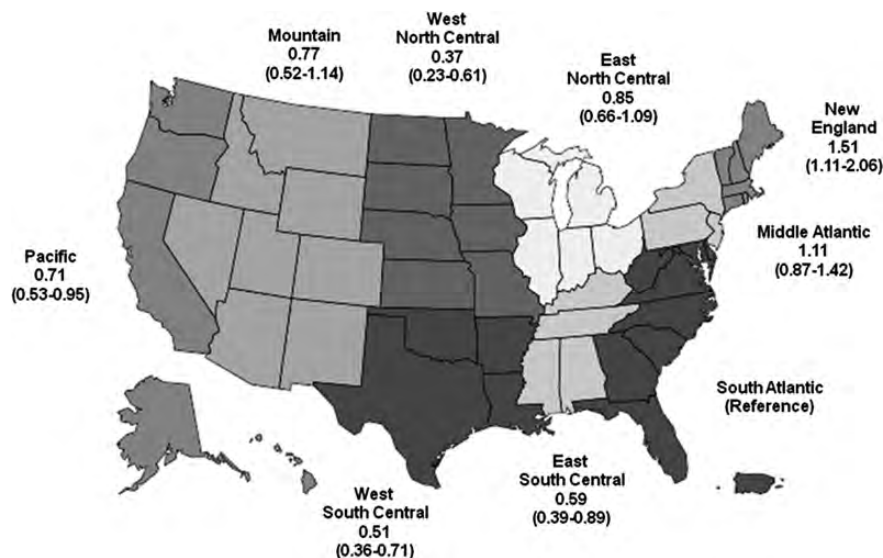 West
North Central
0.37
(0.23-0.61)
Mountain
0.77
(0.52-1.14)
East
North Central
0.85
(0.66-1.09)
New
England
1.51
(1.11-2.06)
Middle Atlantic
1.11
(0.87-1.42)
Pacific
0.71
(0.53-0.95)
South Atlantic
(Reference)
East
South Central
0.59
(0.39-0.89)
West
South Central
0.51
(0.36-0.71)